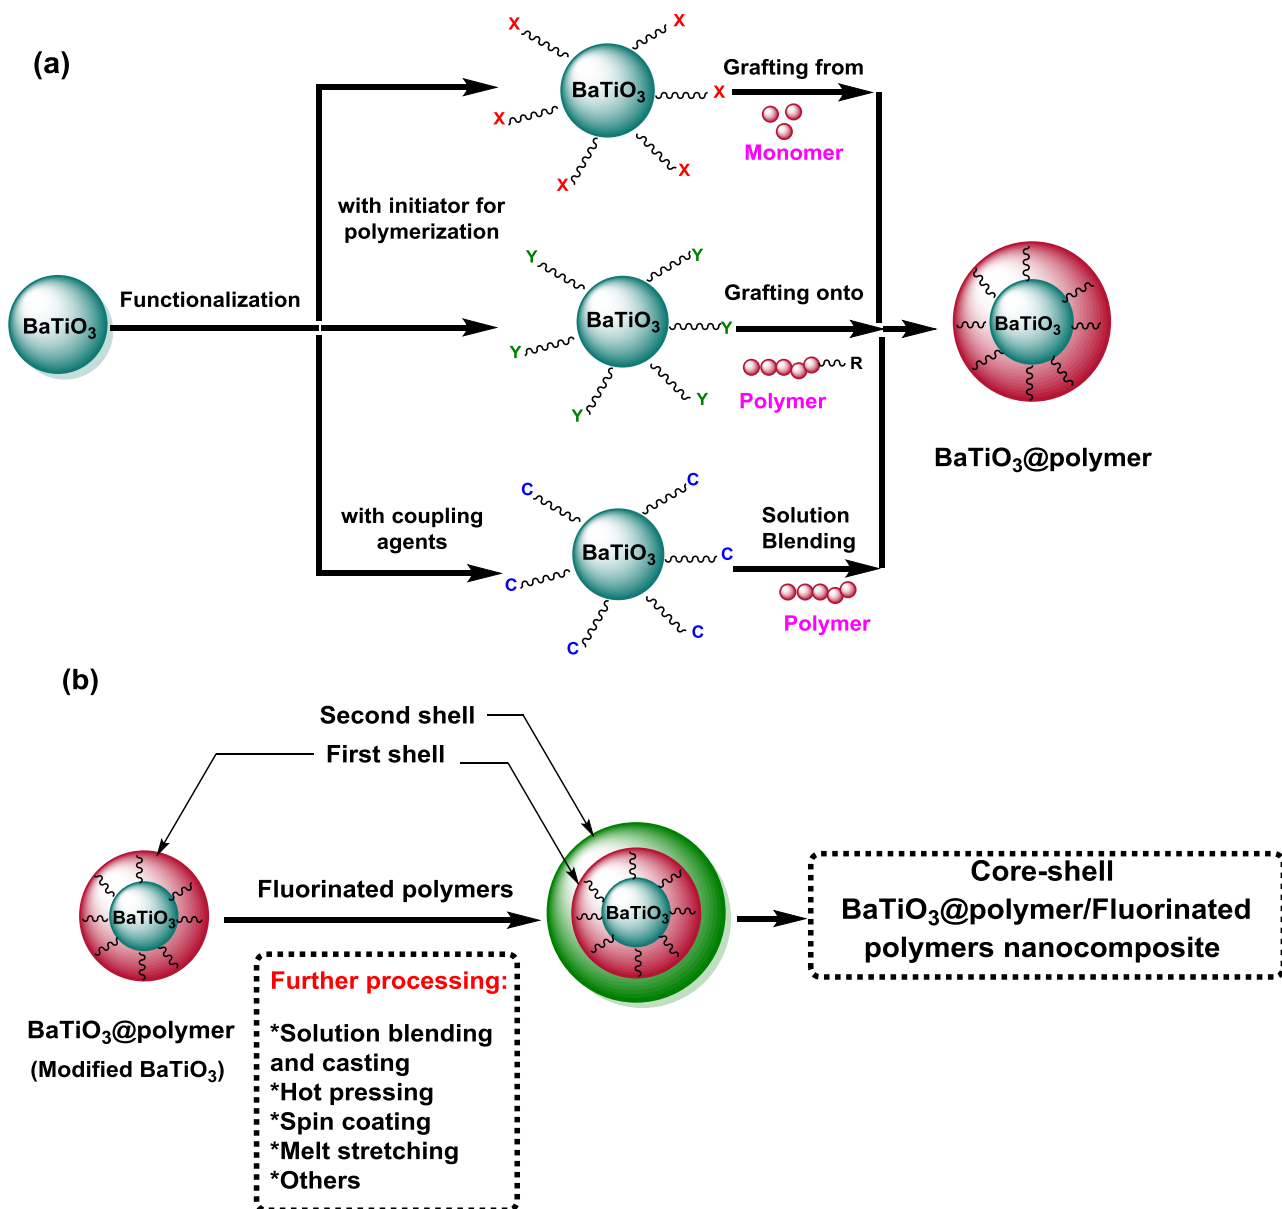 (a)
X
X
BaTiO₃
X
X
X
X
Grafting from
Monomer
with initiator for
polymerization
BaTiO₃
Functionalization
Y
Y
BaTiO₃
Y
Y
Y
Y
Grafting onto
R
Polymer
BaTiO₃
BaTiO₃@polymer
with coupling
agents
C
C
BaTiO₃
C
C
C
C
Solution
Blending
Polymer
(b)
Second shell
First shell
BaTiO₃
BaTiO₃@polymer
(Modified BaTiO₃)
Fluorinated polymers
Further processing:
*Solution blending
and casting
*Hot pressing
*Spin coating
*Melt stretching
*Others
BaTiO₃
Core-shell
BaTiO₃@polymer/Fluorinated
polymers nanocomposite